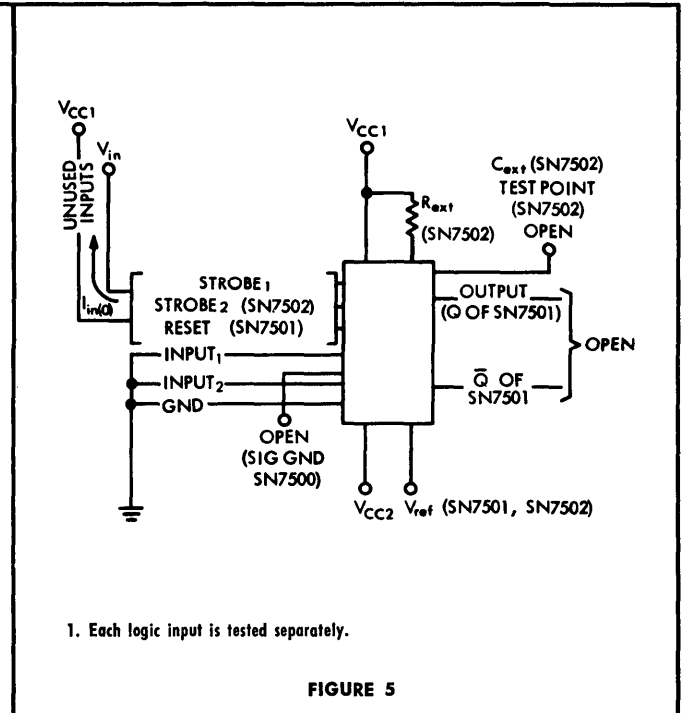 VCC1
Vin
UNUSED
INPUTS
Iin(0)
VCC1
Rext
(SN7502)
Cext (SN7502)
TEST POINT
(SN7502)
OPEN
STROBE1
STROBE2 (SN7502)
RESET (SN7501)
INPUT1
INPUT2
GND
OUTPUT
(Q OF SN7501)
OPEN
Q̅ OF
SN7501
OPEN
(SIG GND
SN7500)
VCC2
Vref (SN7501, SN7502)
1. Each logic input is tested separately.
FIGURE 5